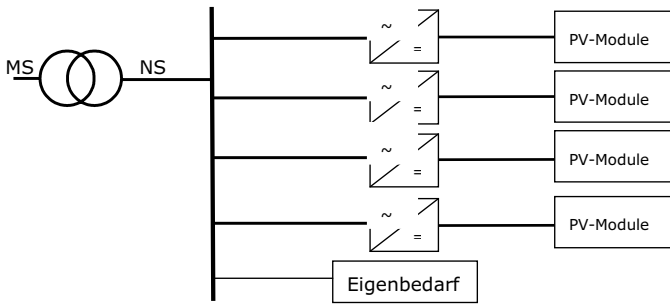 ~
PV-Module
=
MS
NS
~
PV-Module
=
~
PV-Module
=
~
PV-Module
=
Eigenbedarf